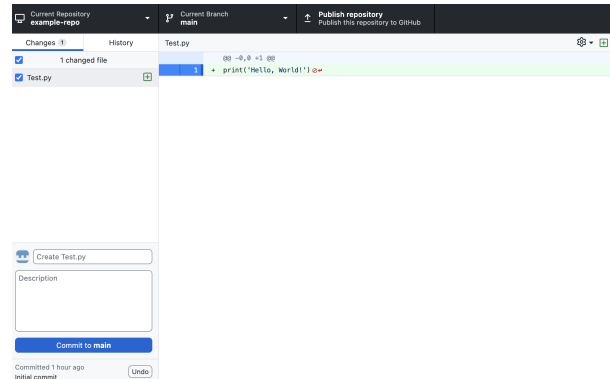 Current Repository
example-repo
Current Branch
main
Publish repository
Publish this repository to GitHub
Changes 1
History
Test.py
1 changed file
Test.py
@@ -0,0 +1 @@
1 + print('Hello, World!')
Create Test.py
Description
Commit to main
Committed 1 hour ago
Initial commit
Undo